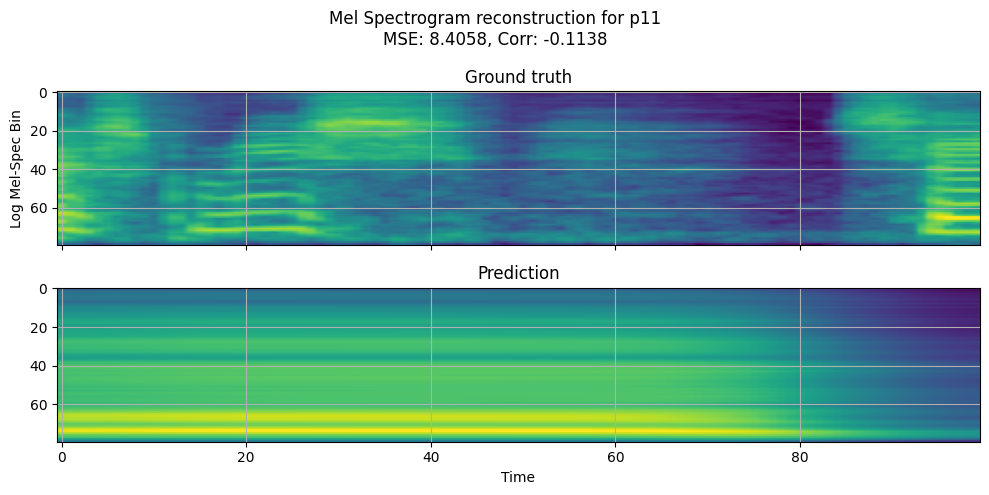 Mel Spectrogram reconstruction for p11
MSE: 8.4058, Corr: -0.1138
Ground truth
Log Mel-Spec Bin
0
20
40
60
Prediction
0
20
40
60
0 20 40 60 80
Time